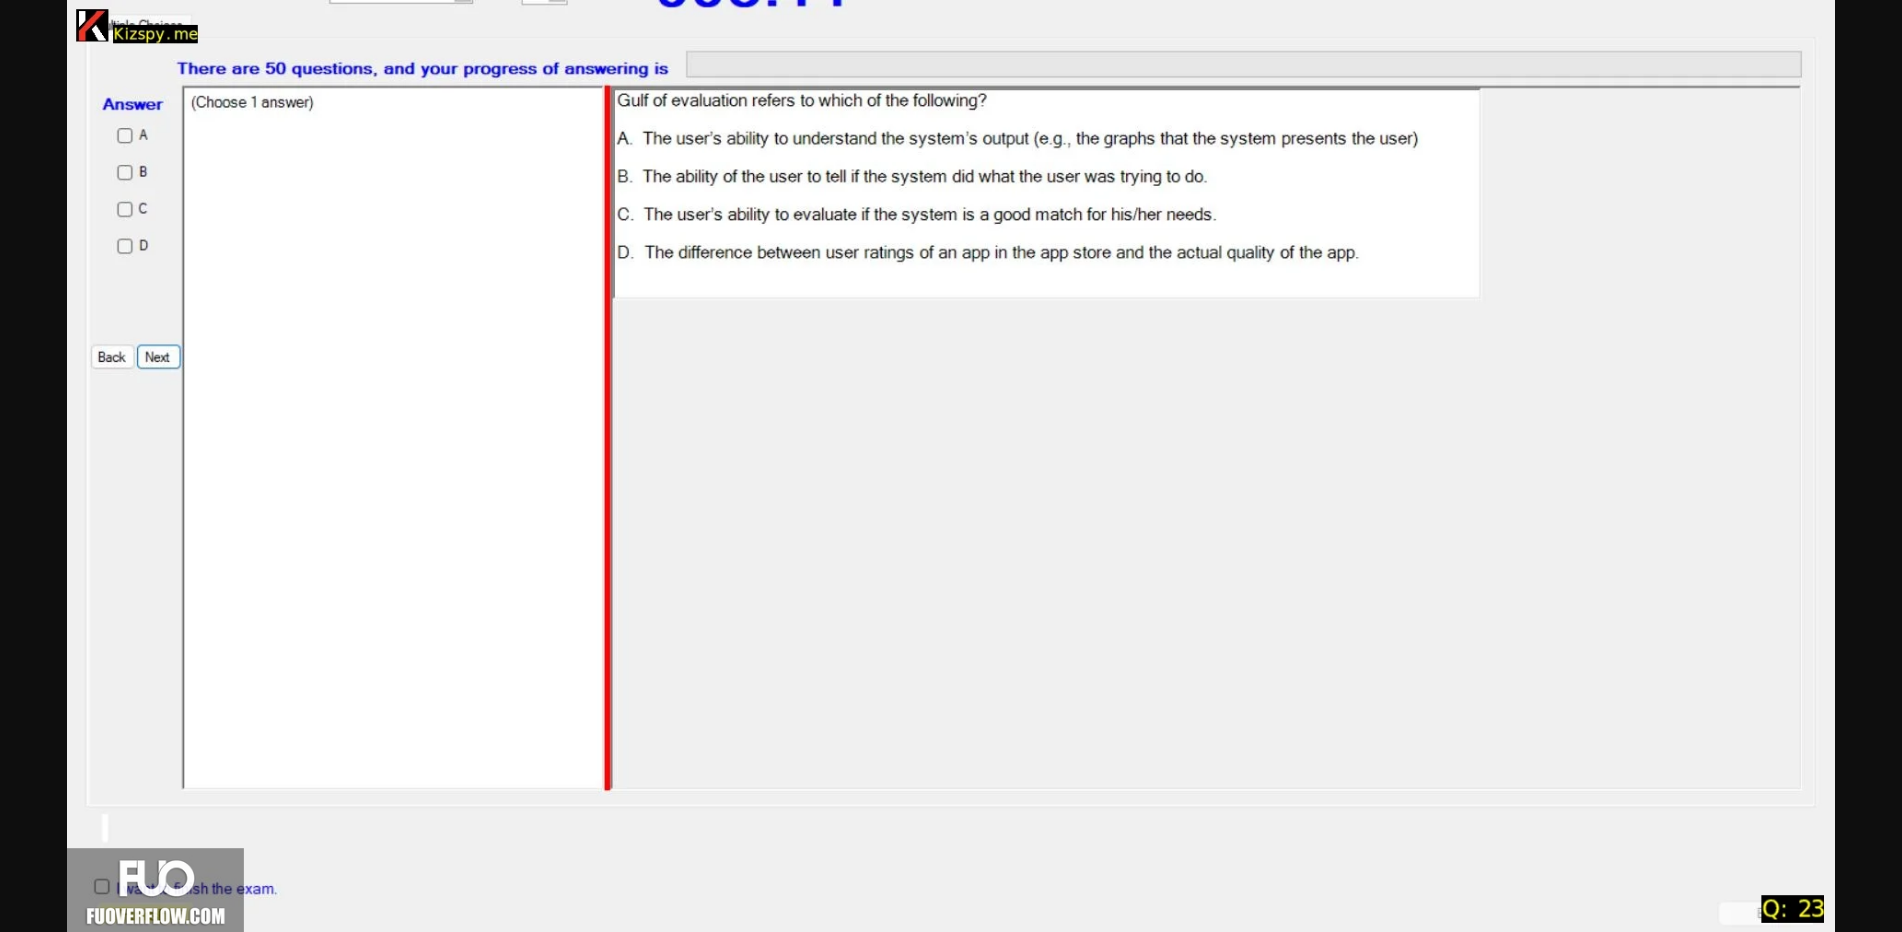 Kizspy.me
There are 50 questions, and your progress of answering is
Answer
(Choose 1 answer)
A
B
C
D
Back
Next
Gulf of evaluation refers to which of the following?
A. The user's ability to understand the system's output (e.g., the graphs that the system presents the user)
B. The ability of the user to tell if the system did what the user was trying to do.
C. The user's ability to evaluate if the system is a good match for his/her needs.
D. The difference between user ratings of an app in the app store and the actual quality of the app.
FUO
the exam.
FUOVERFLOW.COM
Q: 23